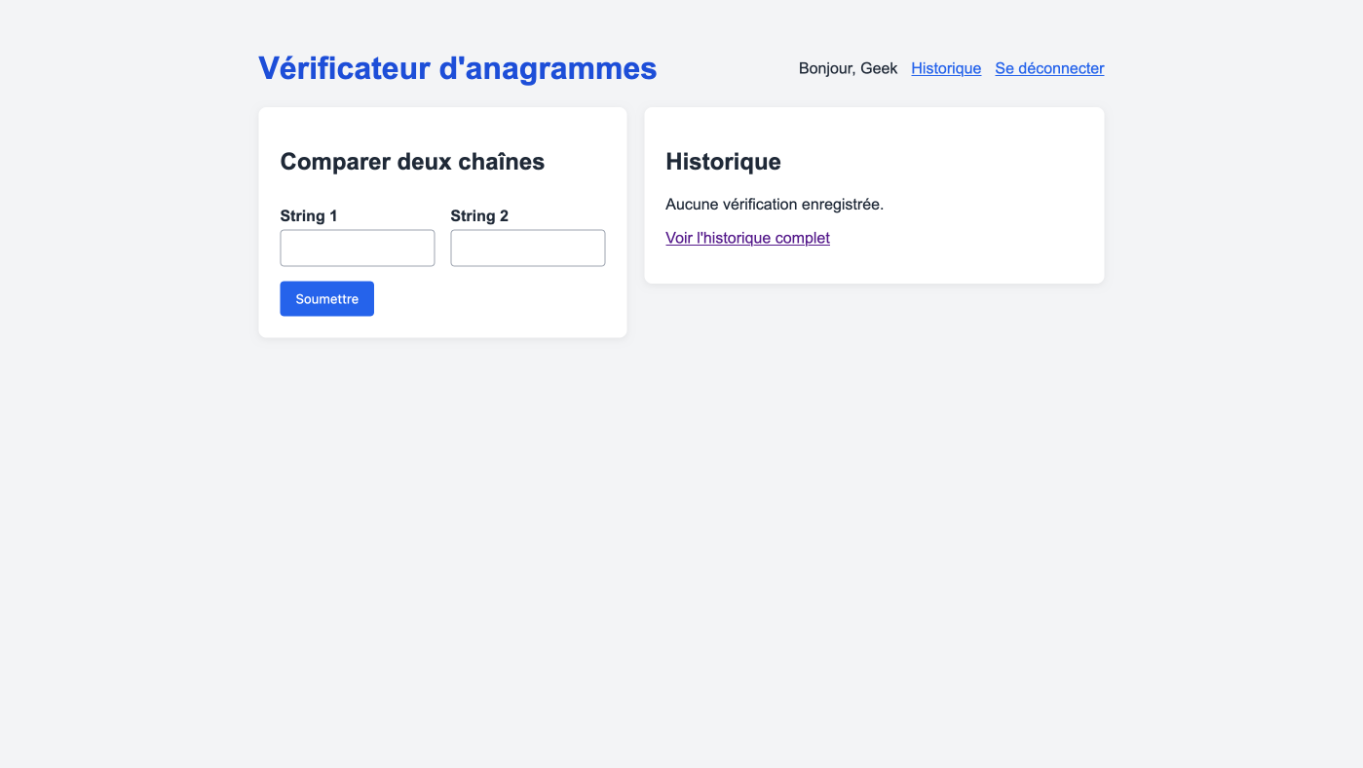 Vérificateur d'anagrammes
Bonjour, Geek Historique Se déconnecter
Comparer deux chaînes
String 1 String 2
Soumettre
Historique
Aucune vérification enregistrée.
Voir l'historique complet